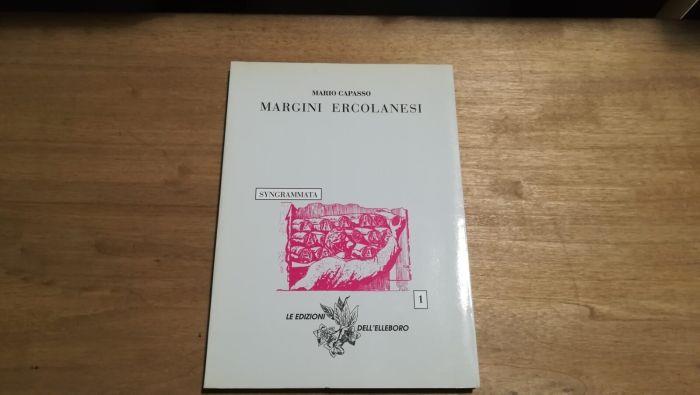 MARIO CAPASSO
MARGINI ERCOLANESI
SYNGRAMMATA
1
LE EDIZIONI
DELL'ELLEBORO